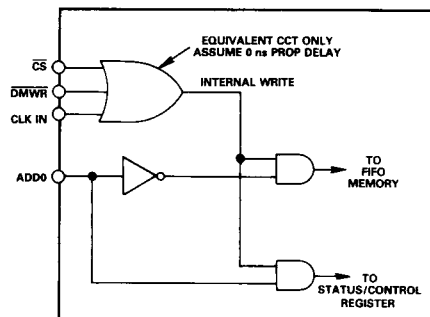 EQUIVALENT CCT ONLY
ASSUME 0 ns PROP DELAY
CS
DMWR
CLK IN
INTERNAL WRITE
ADD0
TO
FIFO
MEMORY
TO
STATUS/CONTROL
REGISTER